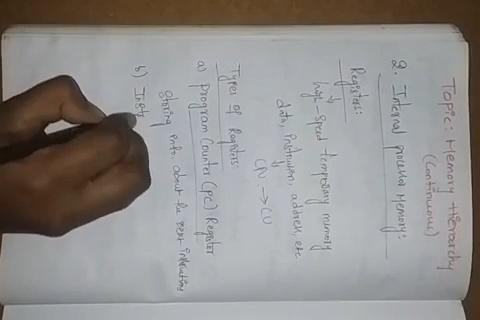 Topic: Memory Hierarchy
(Continuous)
2. Internal processor Memory:
Registers:
↓
high-speed temporary memory
data, instruction, address, etc
CPU → CU
Types of Registers:
a) Program Counter (PC) Register
Storing info. about the next instruction
b) Inst